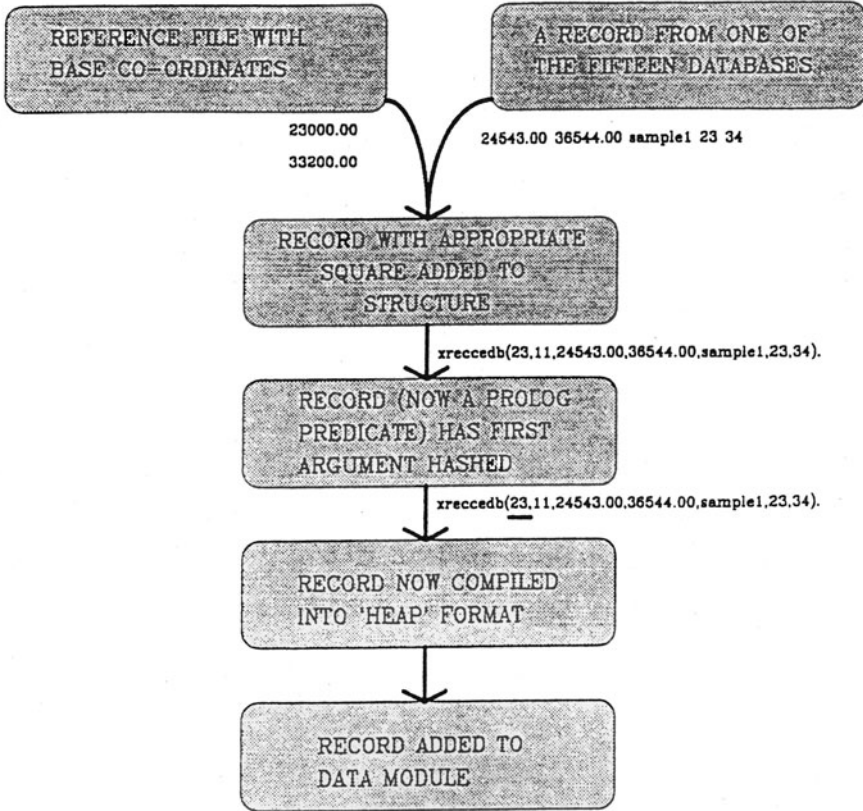 REFERENCE FILE WITH
BASE CO-ORDINATES
A RECORD FROM ONE OF
THE FIFTEEN DATABASES.
23000.00
33200.00
24543.00 36544.00 sample1 23 34
RECORD WITH APPROPRIATE
SQUARE ADDED TO
STRUCTURE
xreccedb(23,11,24543.00,36544.00,sample1,23,34).
RECORD (NOW A PROLOG
PREDICATE) HAS FIRST
ARGUMENT HASHED
xreccedb(23,11,24543.00,36544.00,sample1,23,34).
RECORD NOW COMPILED
INTO 'HEAP' FORMAT
RECORD ADDED TO
DATA MODULE